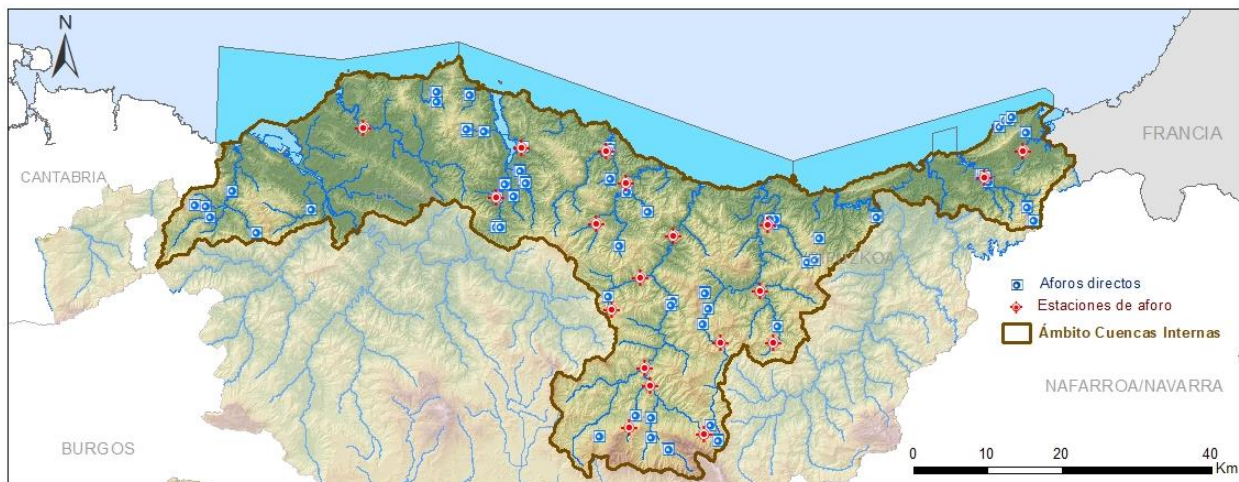 N
FRANCIA
CANTABRIA
Aforos directos
Estaciones de aforo
Ámbito Cuencas Internas
NAFARROA/NAVARRA
BURGOS
0 10 20 40
Km